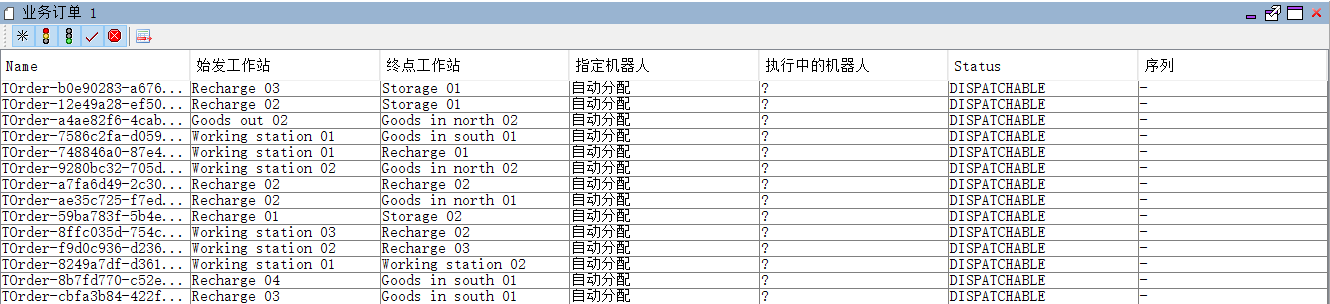 业务订单 1
Name 始发工作站 终点工作站 指定机器人 执行中的机器人 Status 序列
TOrder-b0e90283-a676... Recharge 03 Storage 01 自动分配 ? DISPATCHABLE -
TOrder-12e49a28-ef50... Recharge 02 Storage 01 自动分配 ? DISPATCHABLE -
TOrder-a4ae82f6-4cab... Goods out 02 Goods in north 02 自动分配 ? DISPATCHABLE -
TOrder-7586c2fa-d059... Working station 01 Goods in south 01 自动分配 ? DISPATCHABLE -
TOrder-748846a0-87e4... Working station 01 Recharge 01 自动分配 ? DISPATCHABLE -
TOrder-9280bc32-705d... Working station 02 Goods in north 02 自动分配 ? DISPATCHABLE -
TOrder-a7fa6d49-2c30... Recharge 02 Recharge 02 自动分配 ? DISPATCHABLE -
TOrder-ae35c725-f7ed... Recharge 02 Goods in north 01 自动分配 ? DISPATCHABLE -
TOrder-59ba783f-5b4e... Recharge 01 Storage 02 自动分配 ? DISPATCHABLE -
TOrder-8ffc035d-754c... Working station 03 Recharge 02 自动分配 ? DISPATCHABLE -
TOrder-f9d0c936-d236... Working station 02 Recharge 03 自动分配 ? DISPATCHABLE -
TOrder-8249a7df-d361... Working station 01 Working station 02 自动分配 ? DISPATCHABLE -
TOrder-8b7fd770-c52e... Recharge 04 Goods in south 01 自动分配 ? DISPATCHABLE -
TOrder-cbfa3b84-422f... Recharge 03 Goods in south 01 自动分配 ? DISPATCHABLE -